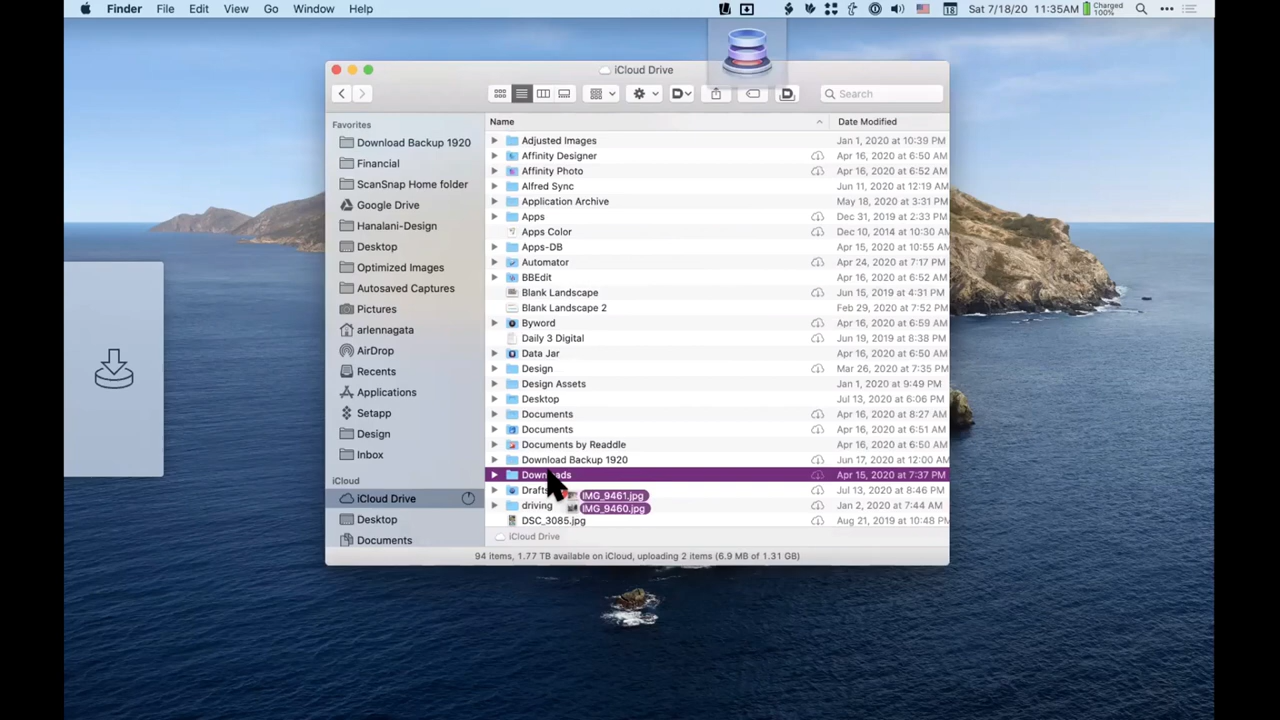 Finder File Edit View Go Window Help
18 Sat 7/18/20 11:35AM Charged 100%
iCloud Drive
Search
Favorites
Download Backup 1920
Financial
ScanSnap Home folder
Google Drive
Hanalani-Design
Desktop
Optimized Images
Autosaved Captures
Pictures
arlennagata
AirDrop
Recents
Applications
Setapp
Design
Inbox
iCloud
iCloud Drive
Desktop
Documents
Name Date Modified
Adjusted Images Jan 1, 2020 at 10:39 PM
Affinity Designer Apr 16, 2020 at 6:50 AM
Affinity Photo Apr 16, 2020 at 6:52 AM
Alfred Sync Jun 11, 2020 at 12:19 AM
Application Archive May 18, 2020 at 3:31 PM
Apps Dec 31, 2019 at 2:33 PM
Apps Color Dec 10, 2014 at 10:30 AM
Apps-DB Apr 15, 2020 at 10:55 AM
Automator Apr 24, 2020 at 7:17 PM
BBEdit Apr 16, 2020 at 6:50 AM
Blank Landscape Jun 15, 2019 at 4:31 PM
Blank Landscape 2 Feb 29, 2020 at 7:52 PM
Byword Apr 16, 2020 at 6:59 AM
Daily 3 Digital Jun 19, 2019 at 8:38 PM
Data Jar Apr 16, 2020 at 6:50 AM
Design Mar 26, 2020 at 7:35 PM
Design Assets Jan 1, 2020 at 9:49 PM
Desktop Jul 13, 2020 at 6:06 PM
Documents Apr 16, 2020 at 8:27 AM
Documents Apr 16, 2020 at 6:51 AM
Documents by Readdle Apr 16, 2020 at 6:50 AM
Download Backup 1920 Jun 17, 2020 at 12:00 AM
Downloads Apr 15, 2020 at 7:37 PM
Drafts Jul 13, 2020 at 8:46 PM
IMG_9461.jpg
driving Jan 2, 2020 at 7:44 AM
IMG_9460.jpg
DSC_3085.jpg Aug 21, 2019 at 10:48 PM
iCloud Drive
94 items, 1.77 TB available on iCloud, uploading 2 items (6.9 MB of 1.31 GB)